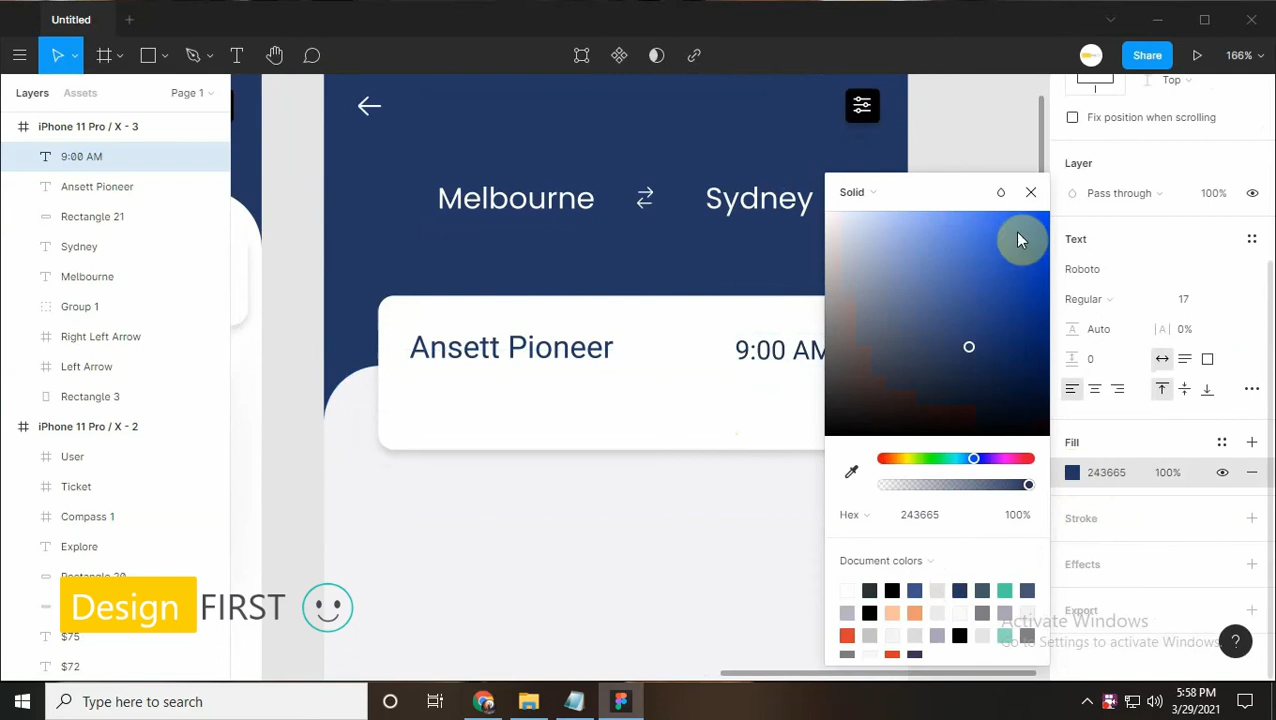 Untitled
Share
166%
Layers
Assets
Page 1
iPhone 11 Pro / X - 3
9:00 AM
Ansett Pioneer
Rectangle 21
Sydney
Melbourne
Group 1
Right Left Arrow
Left Arrow
Rectangle 3
iPhone 11 Pro / X - 2
User
Ticket
Compass 1
Explore
Rectangle 20
$75
$72
Design FIRST
Melbourne
Sydney
Ansett Pioneer
9:00 AM
Solid
Hex
243665
100%
Document colors
Top
Fix position when scrolling
Layer
Pass through
100%
Text
Roboto
Regular
17
Auto
0%
0
Fill
243665
100%
Stroke
Effects
Export
Activate Windows
Go to Settings to activate Windows.
?
Type here to search
5:58 PM
3/29/2021